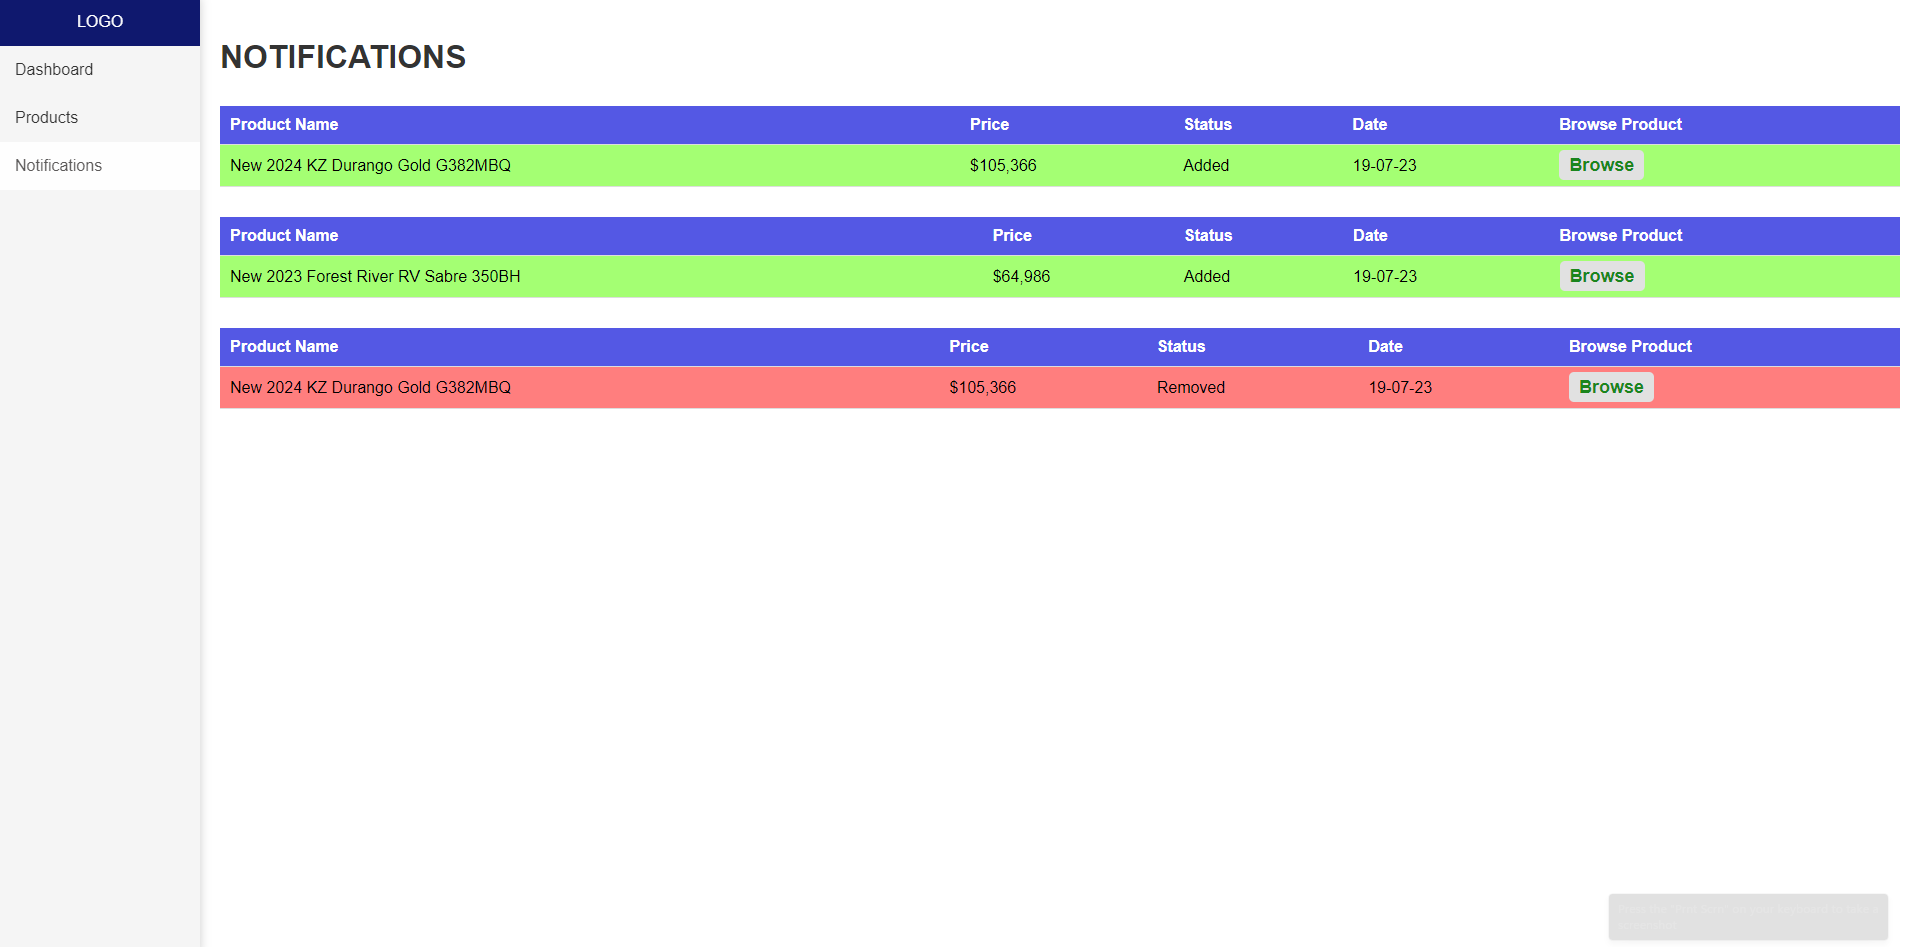 LOGO
Dashboard
Products
Notifications
NOTIFICATIONS
Product Name Price Status Date Browse Product
New 2024 KZ Durango Gold G382MBQ $105,366 Added 19-07-23 Browse
Product Name Price Status Date Browse Product
New 2023 Forest River RV Sabre 350BH $64,986 Added 19-07-23 Browse
Product Name Price Status Date Browse Product
New 2024 KZ Durango Gold G382MBQ $105,366 Removed 19-07-23 Browse